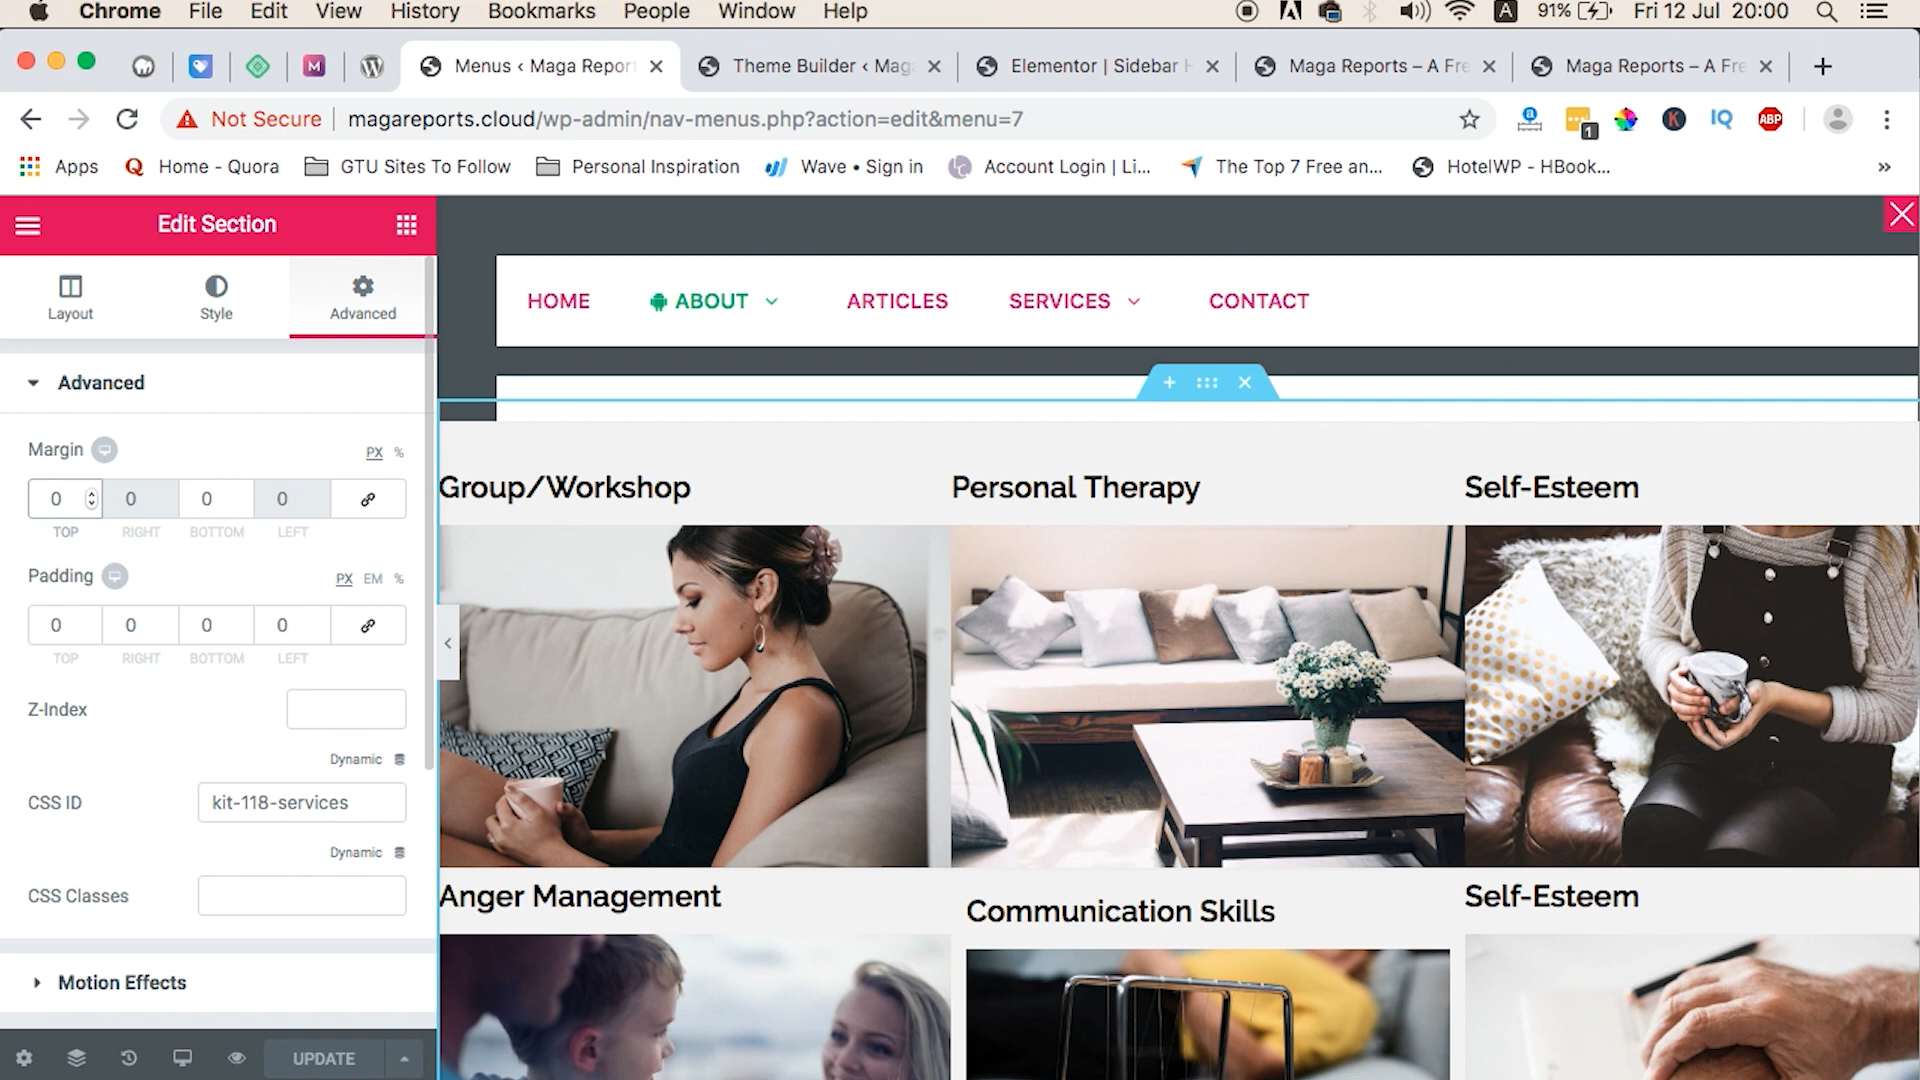 Chrome File Edit View History Bookmarks People Window Help 91% Fri 12 Jul 20:00
Menus ‹ Maga Report Theme Builder ‹ Mag Elementor | Sidebar H Maga Reports – A Fre Maga Reports – A Fre
Not Secure magareports.cloud/wp-admin/nav-menus.php?action=edit&menu=7 1 K IQ ABP
Apps Home - Quora GTU Sites To Follow Personal Inspiration Wave • Sign in Account Login | Li... The Top 7 Free an... HotelWP - HBook... »
Edit Section
Layout Style Advanced
HOME ABOUT ARTICLES SERVICES CONTACT
Advanced
Margin PX %
0 0 0 0
TOP RIGHT BOTTOM LEFT
Padding PX EM %
0 0 0 0
TOP RIGHT BOTTOM LEFT
Z-Index
Dynamic
CSS ID kit-118-services
Dynamic
CSS Classes
Motion Effects
UPDATE
Group/Workshop Personal Therapy Self-Esteem
Anger Management Communication Skills Self-Esteem